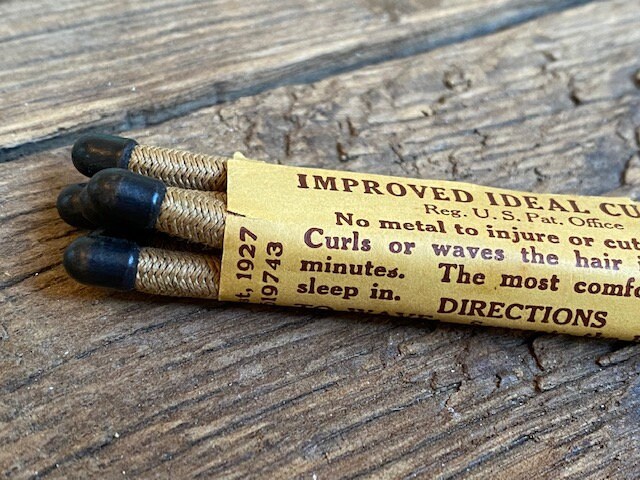 IMPROVED IDEAL CU
Reg. U. S. Pat. Office
No metal to injure or cut
Curls or waves the hair i
minutes. The most comfo
sleep in. DIRECTIONS
t, 1927
19743